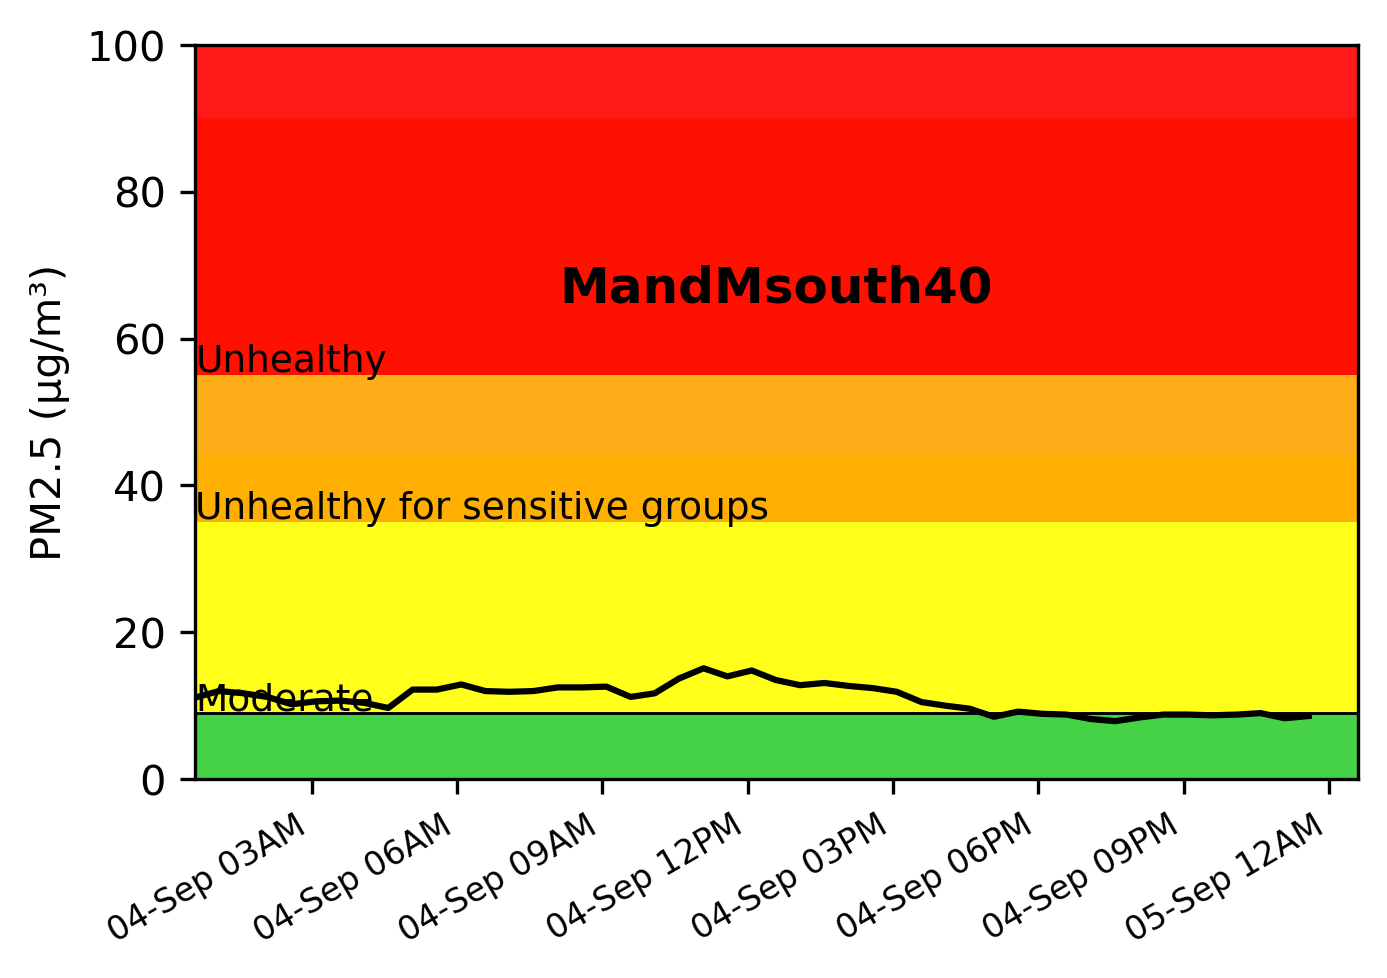 100
80
60
40
20
0
PM2.5 (µg/m³)
MandMsouth40
Unhealthy
Unhealthy for sensitive groups
Moderate
04-Sep 03AM
04-Sep 06AM
04-Sep 09AM
04-Sep 12PM
04-Sep 03PM
04-Sep 06PM
04-Sep 09PM
05-Sep 12AM